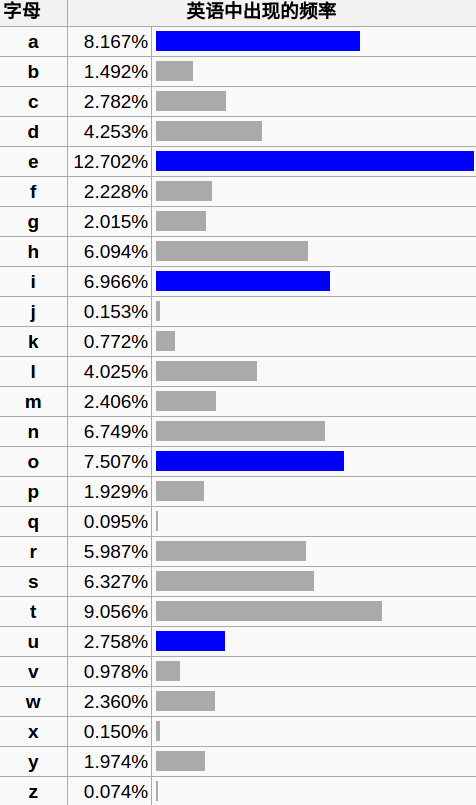 字母 英语中出现的频率
a 8.167%
b 1.492%
c 2.782%
d 4.253%
e 12.702%
f 2.228%
g 2.015%
h 6.094%
i 6.966%
j 0.153%
k 0.772%
l 4.025%
m 2.406%
n 6.749%
o 7.507%
p 1.929%
q 0.095%
r 5.987%
s 6.327%
t 9.056%
u 2.758%
v 0.978%
w 2.360%
x 0.150%
y 1.974%
z 0.074%